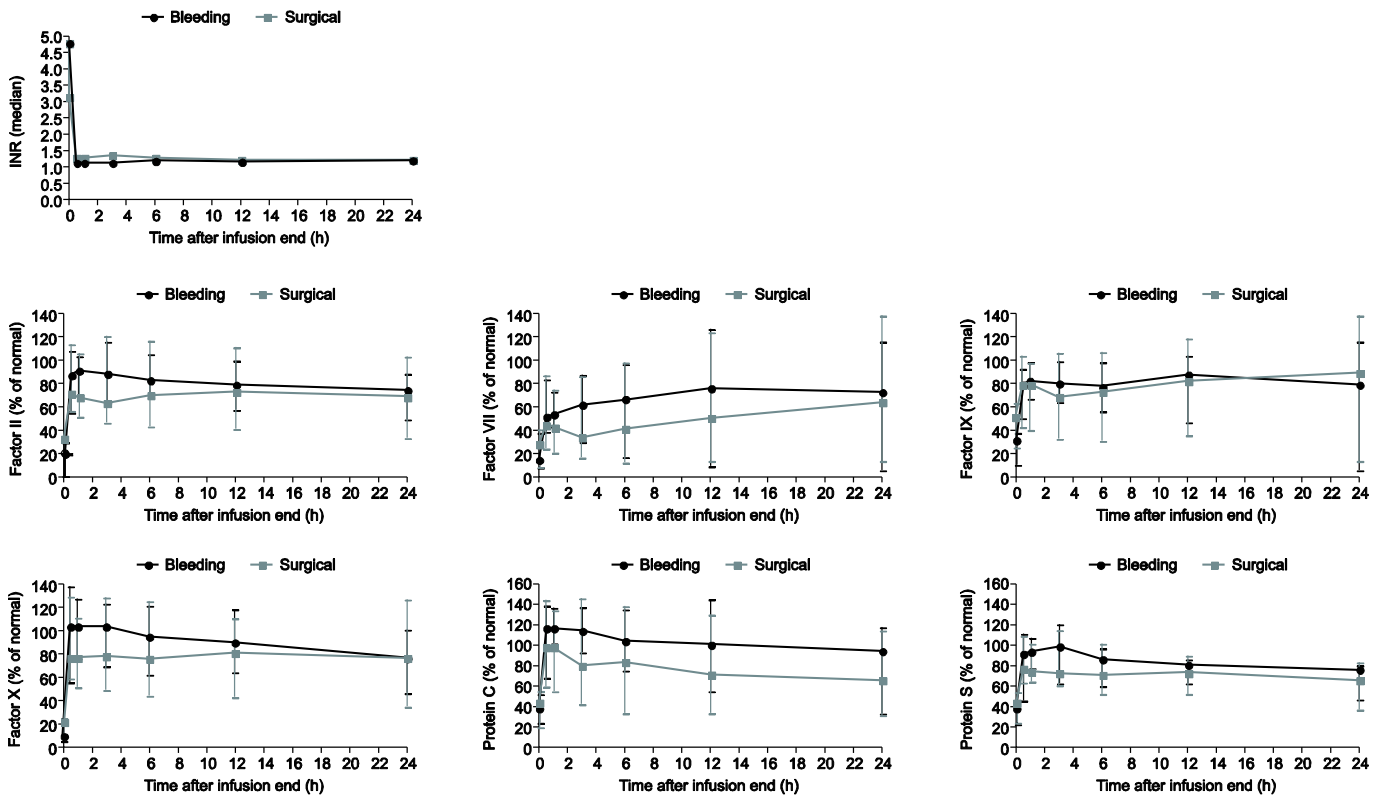 Bleeding Surgical
INR (median)
5.0
4.5
4.0
3.5
3.0
2.5
2.0
1.5
1.0
0.5
0.0
0 2 4 6 8 10 12 14 16 18 20 22 24
Time after infusion end (h)
Bleeding Surgical
Factor II (% of normal)
140
120
100
80
60
40
20
0
0 2 4 6 8 10 12 14 16 18 20 22 24
Time after infusion end (h)
Bleeding Surgical
Factor VII (% of normal)
140
120
100
80
60
40
20
0
0 2 4 6 8 10 12 14 16 18 20 22 24
Time after infusion end (h)
Bleeding Surgical
Factor IX (% of normal)
140
120
100
80
60
40
20
0
0 2 4 6 8 10 12 14 16 18 20 22 24
Time after infusion end (h)
Bleeding Surgical
Factor X (% of normal)
140
120
100
80
60
40
20
0
0 2 4 6 8 10 12 14 16 18 20 22 24
Time after infusion end (h)
Bleeding Surgical
Protein C (% of normal)
160
140
120
100
80
60
40
20
0
0 2 4 6 8 10 12 14 16 18 20 22 24
Time after infusion end (h)
Bleeding Surgical
Protein S (% of normal)
160
140
120
100
80
60
40
20
0
0 2 4 6 8 10 12 14 16 18 20 22 24
Time after infusion end (h)